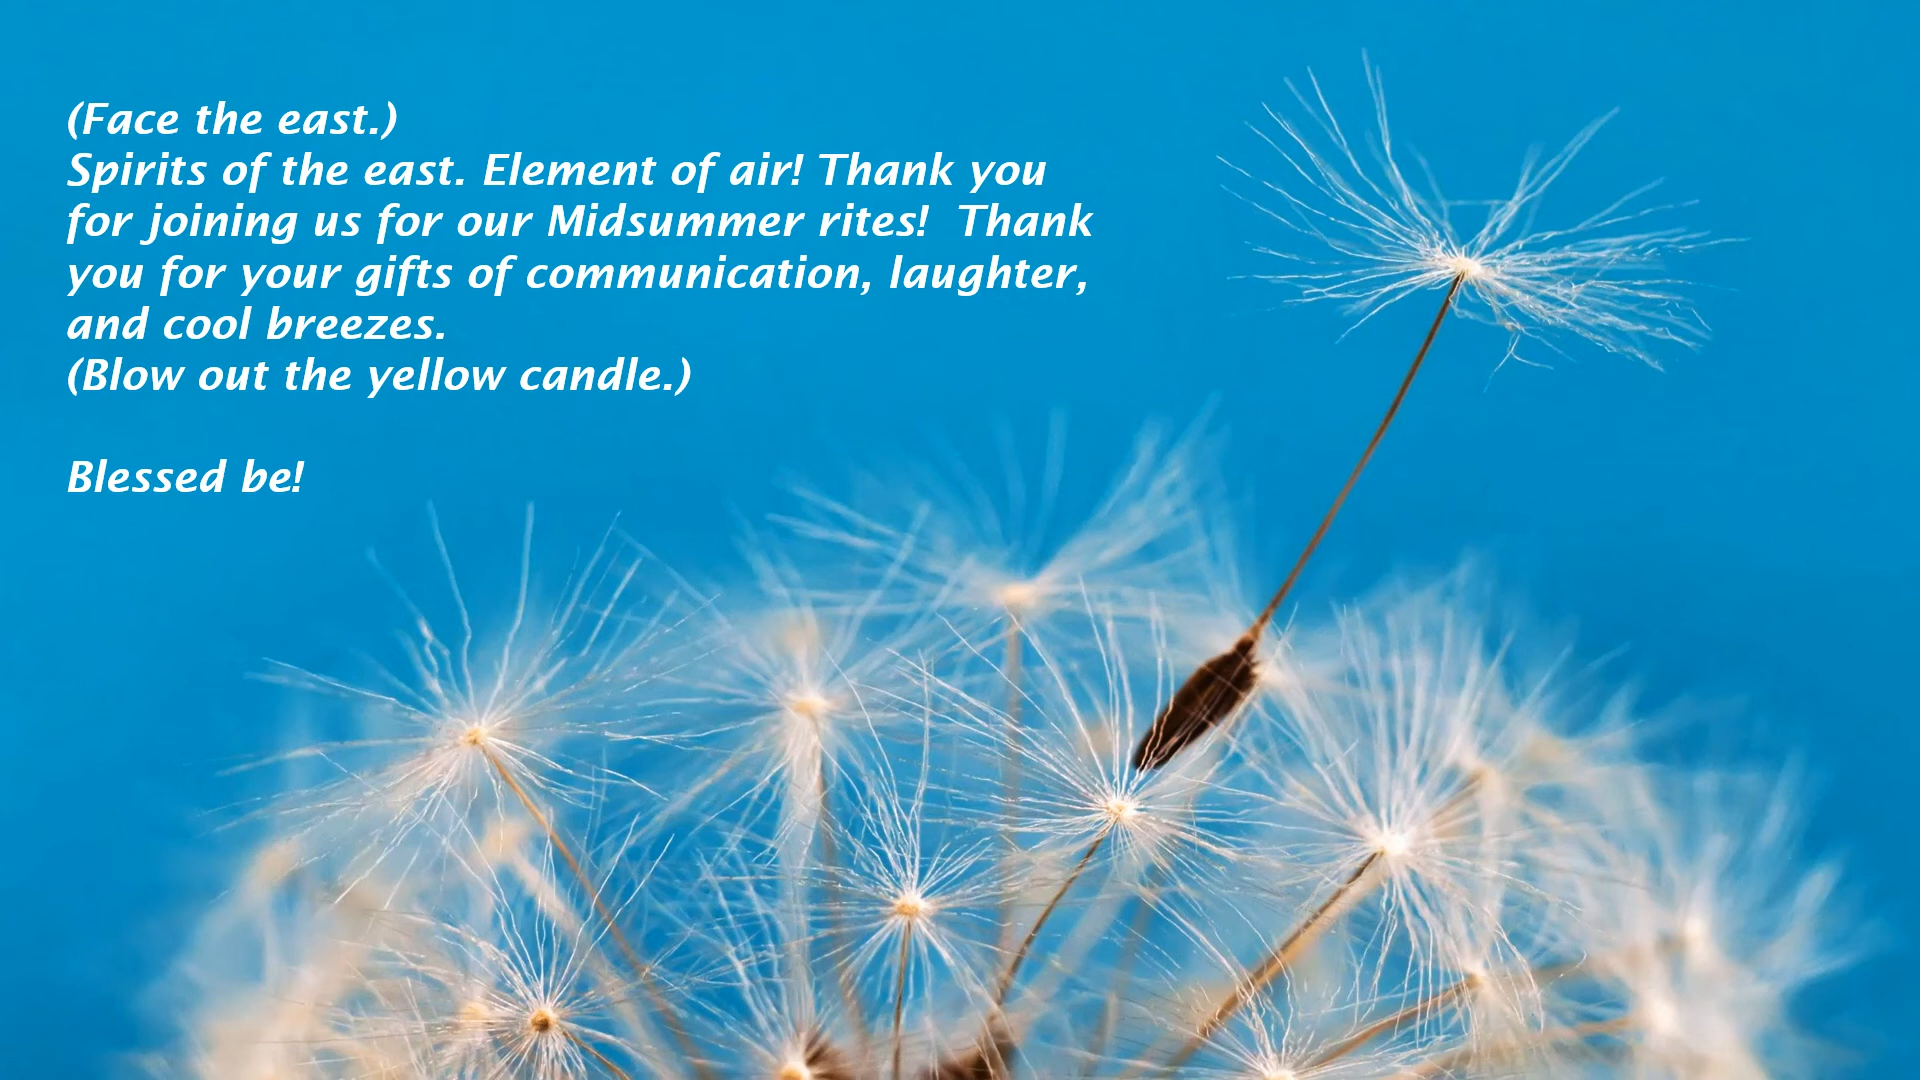 (Face the east.)
Spirits of the east. Element of air! Thank you
for joining us for our Midsummer rites!  Thank
you for your gifts of communication, laughter,
and cool breezes.
(Blow out the yellow candle.)
Blessed be!